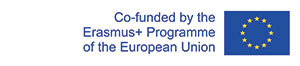 Co-funded by the
Erasmus+ Programme
of the European Union